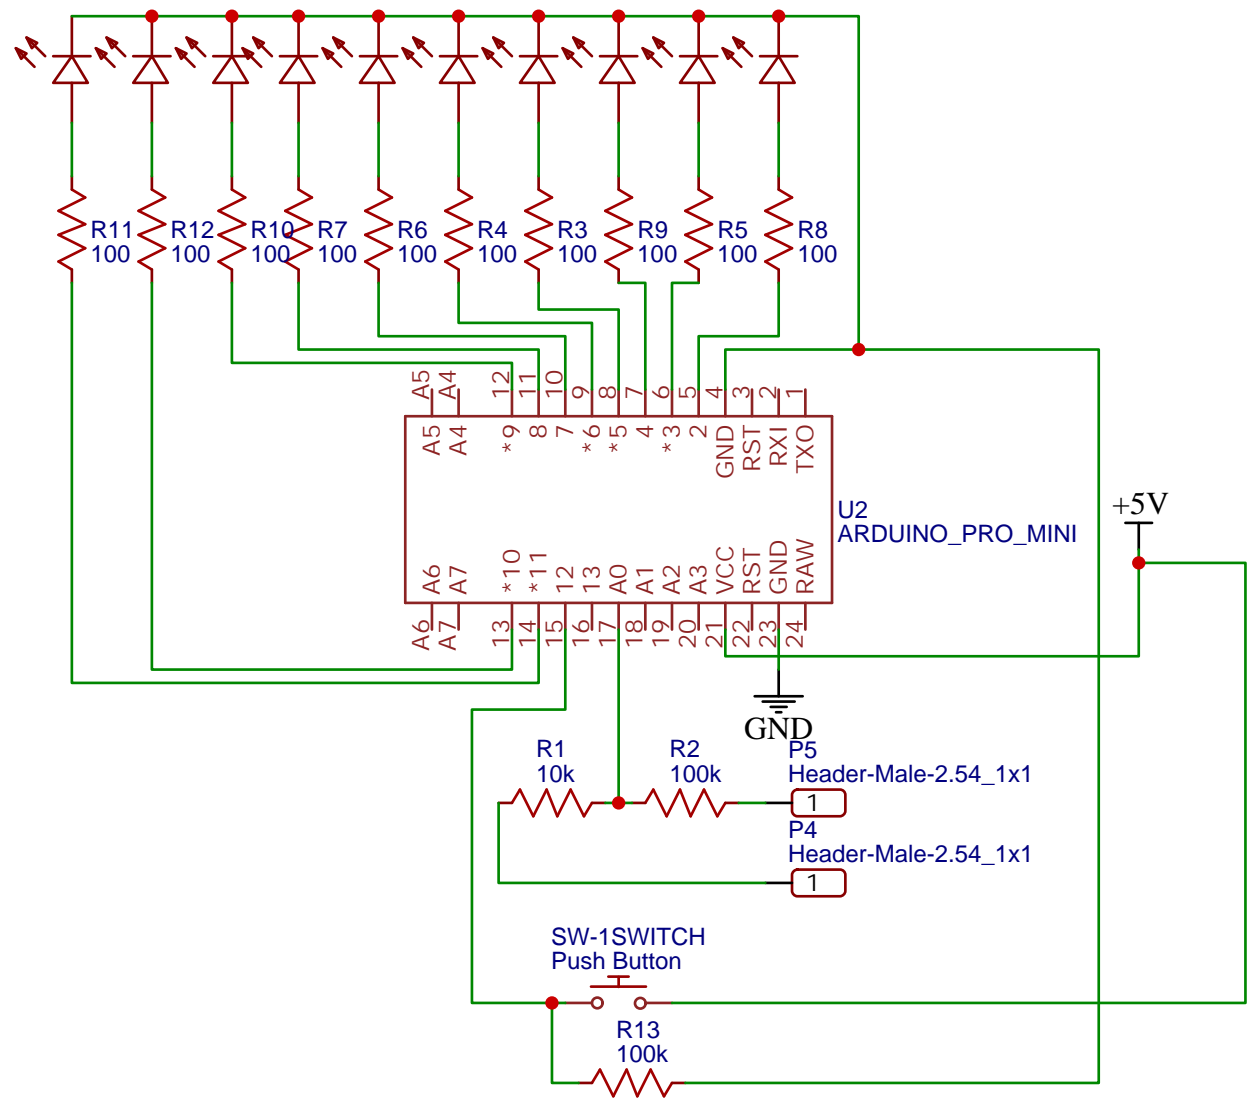 R11
100
R12
100
R10
100
R7
100
R6
100
R4
100
R3
100
R9
100
R5
100
R8
100
A5 A4 12 11 10 9 8 7 6 5 4 3 2 1
A5 A4 *9 8 7 *6 *5 4 *3 2 GND RST RXI TXO
U2
ARDUINO_PRO_MINI
+5V
A6 A7 *10 *11 12 13 A0 A1 A2 A3 VCC RST GND RAW
A6 A7 13 14 15 16 17 18 19 20 21 22 23 24
GND
R1
10k
R2
100k
P5
Header-Male-2.54_1x1
1
P4
Header-Male-2.54_1x1
1
SW-1SWITCH
Push Button
R13
100k